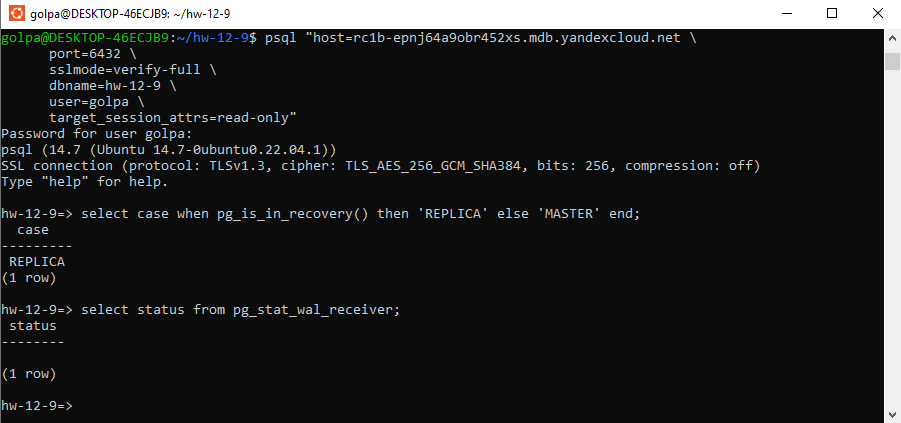 golpa@DESKTOP-46ECJB9: ~/hw-12-9
golpa@DESKTOP-46ECJB9:~/hw-12-9$ psql "host=rc1b-epnj64a9obr452xs.mdb.yandexcloud.net \
      port=6432 \
      sslmode=verify-full \
      dbname=hw-12-9 \
      user=golpa \
      target_session_attrs=read-only"
Password for user golpa:
psql (14.7 (Ubuntu 14.7-0ubuntu0.22.04.1))
SSL connection (protocol: TLSv1.3, cipher: TLS_AES_256_GCM_SHA384, bits: 256, compression: off)
Type "help" for help.

hw-12-9=> select case when pg_is_in_recovery() then 'REPLICA' else 'MASTER' end;
  case
---------
 REPLICA
(1 row)

hw-12-9=> select status from pg_stat_wal_receiver;
 status
--------

(1 row)

hw-12-9=>